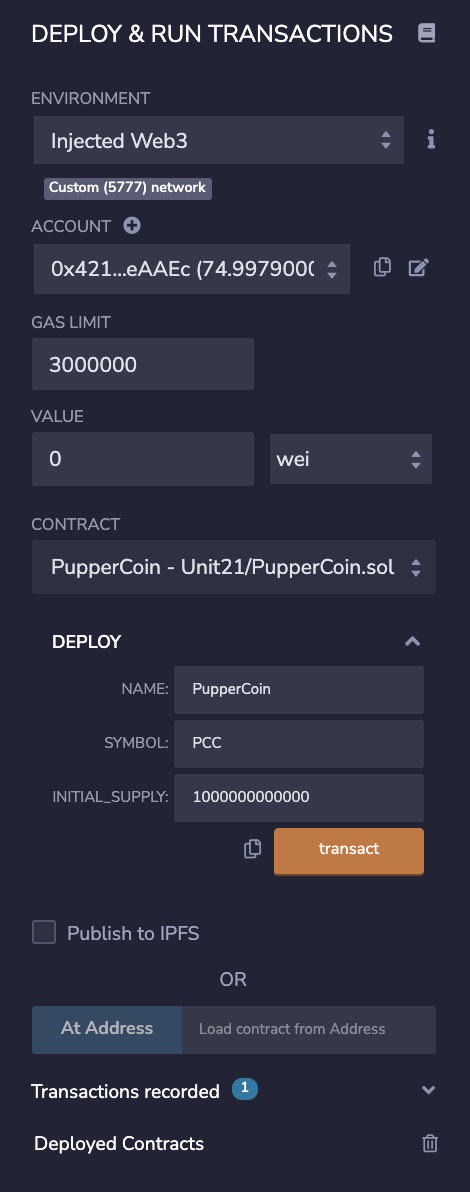 DEPLOY & RUN TRANSACTIONS
ENVIRONMENT
Injected Web3
Custom (5777) network
ACCOUNT
0x421...eAAEc (74.9979000
GAS LIMIT
3000000
VALUE
0 wei
CONTRACT
PupperCoin - Unit21/PupperCoin.sol
DEPLOY
NAME: PupperCoin
SYMBOL: PCC
INITIAL_SUPPLY: 1000000000000
transact
Publish to IPFS
OR
At Address Load contract from Address
Transactions recorded 1
Deployed Contracts